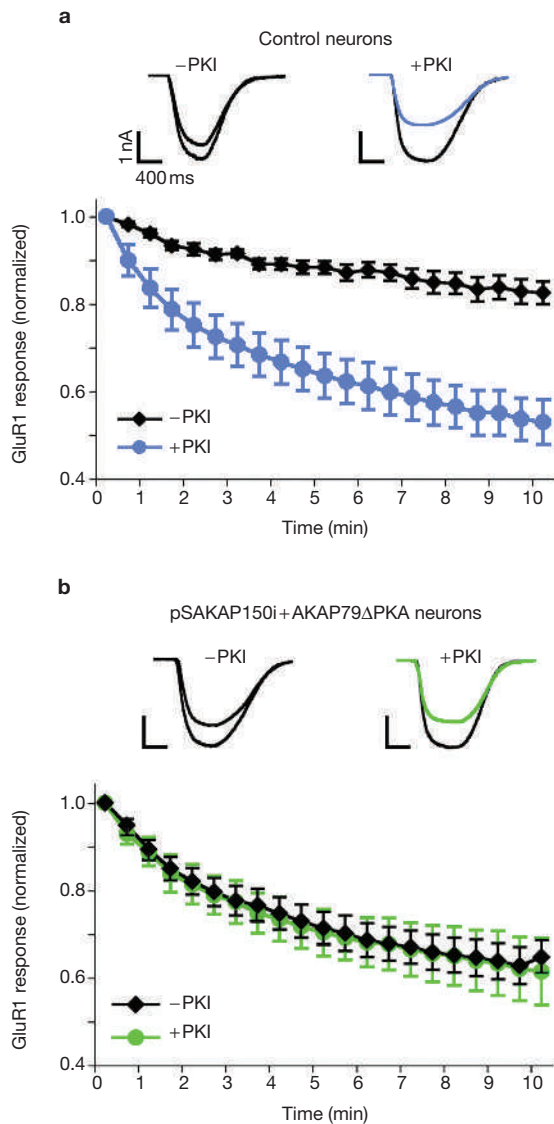 a
Control neurons
−PKI
+PKI
1 nA
400 ms
GluR1 response (normalized)
1.0
0.8
0.6
0.4
−PKI
+PKI
0 1 2 3 4 5 6 7 8 9 10
Time (min)
b
pSAKAP150i+AKAP79ΔPKA neurons
−PKI
+PKI
GluR1 response (normalized)
1.0
0.8
0.6
0.4
−PKI
+PKI
0 1 2 3 4 5 6 7 8 9 10
Time (min)